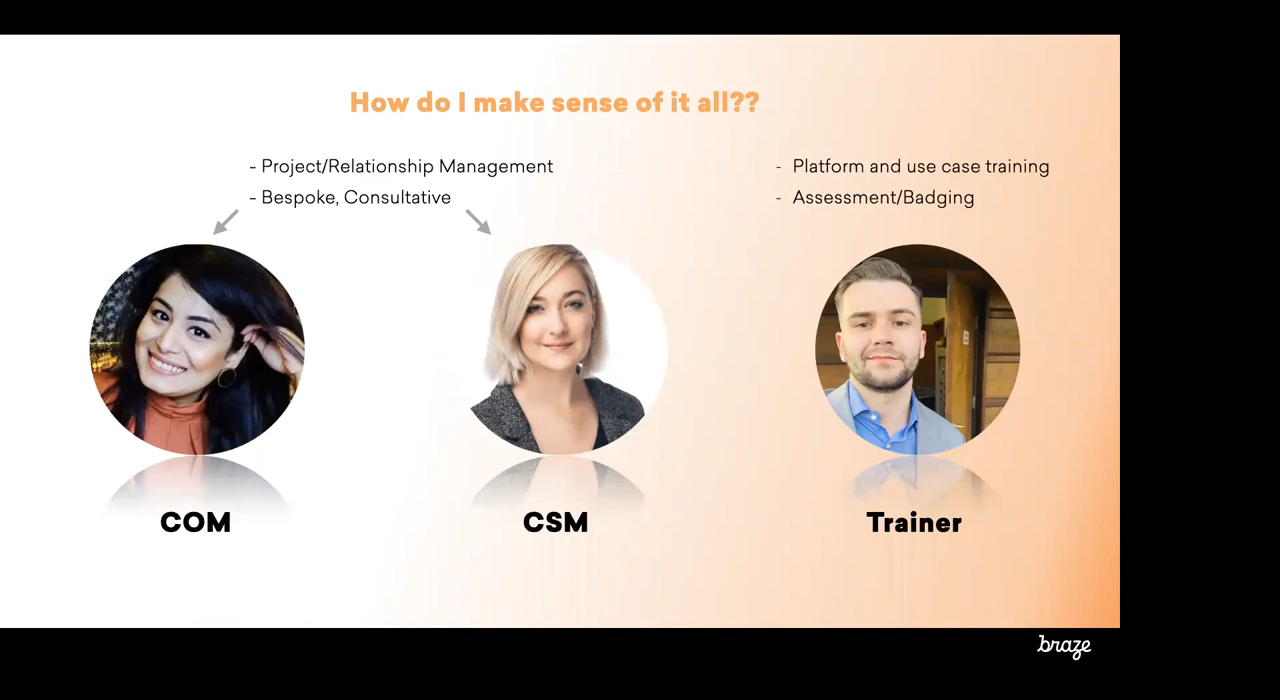 How do I make sense of it all??
- Project/Relationship Management
- Bespoke, Consultative
- Platform and use case training
- Assessment/Badging
COM
CSM
Trainer
braze